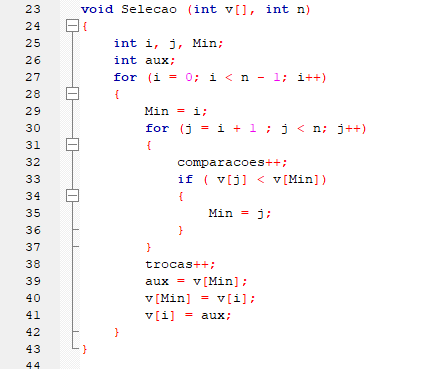 23 void Selecao (int v[], int n)
24 {
25 int i, j, Min;
26 int aux;
27 for (i = 0; i < n - 1; i++)
28 {
29 Min = i;
30 for (j = i + 1 ; j < n; j++)
31 {
32 comparacoes++;
33 if ( v[j] < v[Min])
34 {
35 Min = j;
36 }
37 }
38 trocas++;
39 aux = v[Min];
40 v[Min] = v[i];
41 v[i] = aux;
42 }
43 }
44